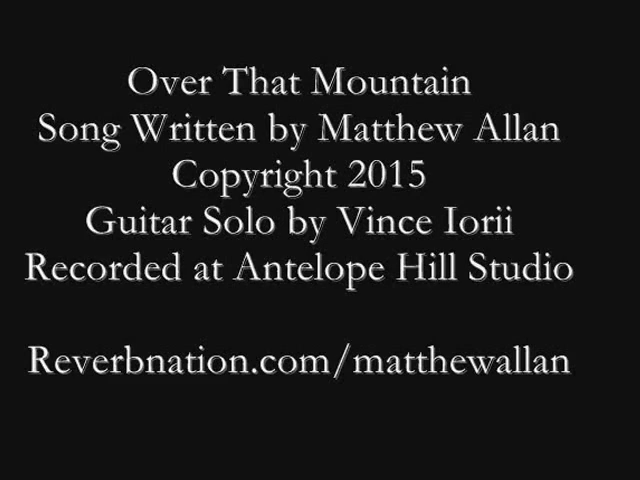 Over That Mountain
Song Written by Matthew Allan
Copyright 2015
Guitar Solo by Vince Iorii
Recorded at Antelope Hill Studio
Reverbnation.com/matthewallan